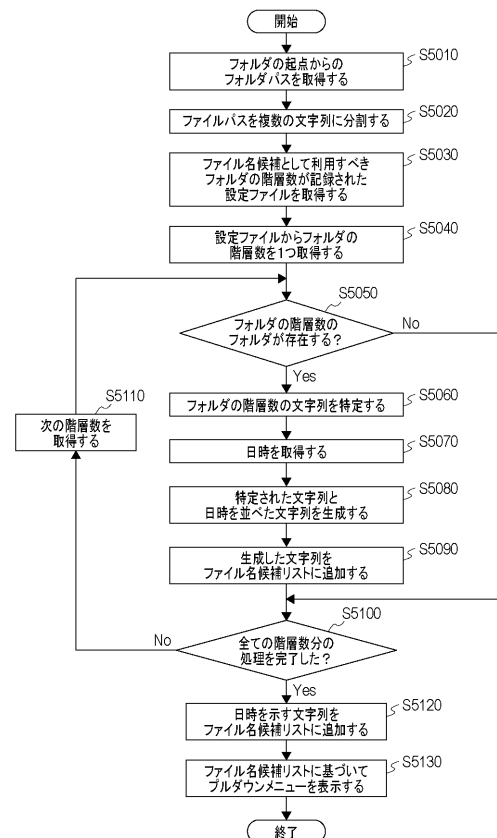 開始
フォルダの起点からの
フォルダパスを取得する
S5010
ファイルパスを複数の文字列に分割する
S5020
ファイル名候補として利用すべき
フォルダの階層数が記録された
設定ファイルを取得する
S5030
設定ファイルからフォルダの
階層数を1つ取得する
S5040
フォルダの階層数の
フォルダが存在する?
S5050
No
Yes
フォルダの階層数の文字列を特定する
S5060
次の階層数を
取得する
S5110
日時を取得する
S5070
特定された文字列と
日時を並べた文字列を生成する
S5080
生成した文字列を
ファイル名候補リストに追加する
S5090
全ての階層数分の
処理を完了した?
S5100
No
Yes
日時を示す文字列を
ファイル名候補リストに追加する
S5120
ファイル名候補リストに基づいて
プルダウンメニューを表示する
S5130
終了